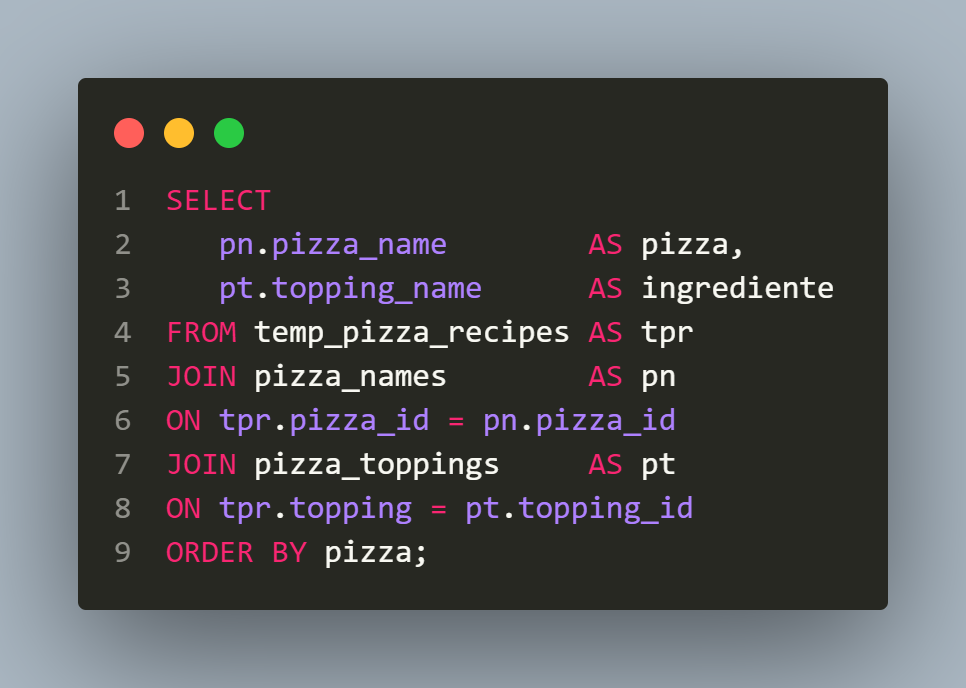 1 SELECT
2 pn.pizza_name AS pizza,
3 pt.topping_name AS ingrediente
4 FROM temp_pizza_recipes AS tpr
5 JOIN pizza_names AS pn
6 ON tpr.pizza_id = pn.pizza_id
7 JOIN pizza_toppings AS pt
8 ON tpr.topping = pt.topping_id
9 ORDER BY pizza;